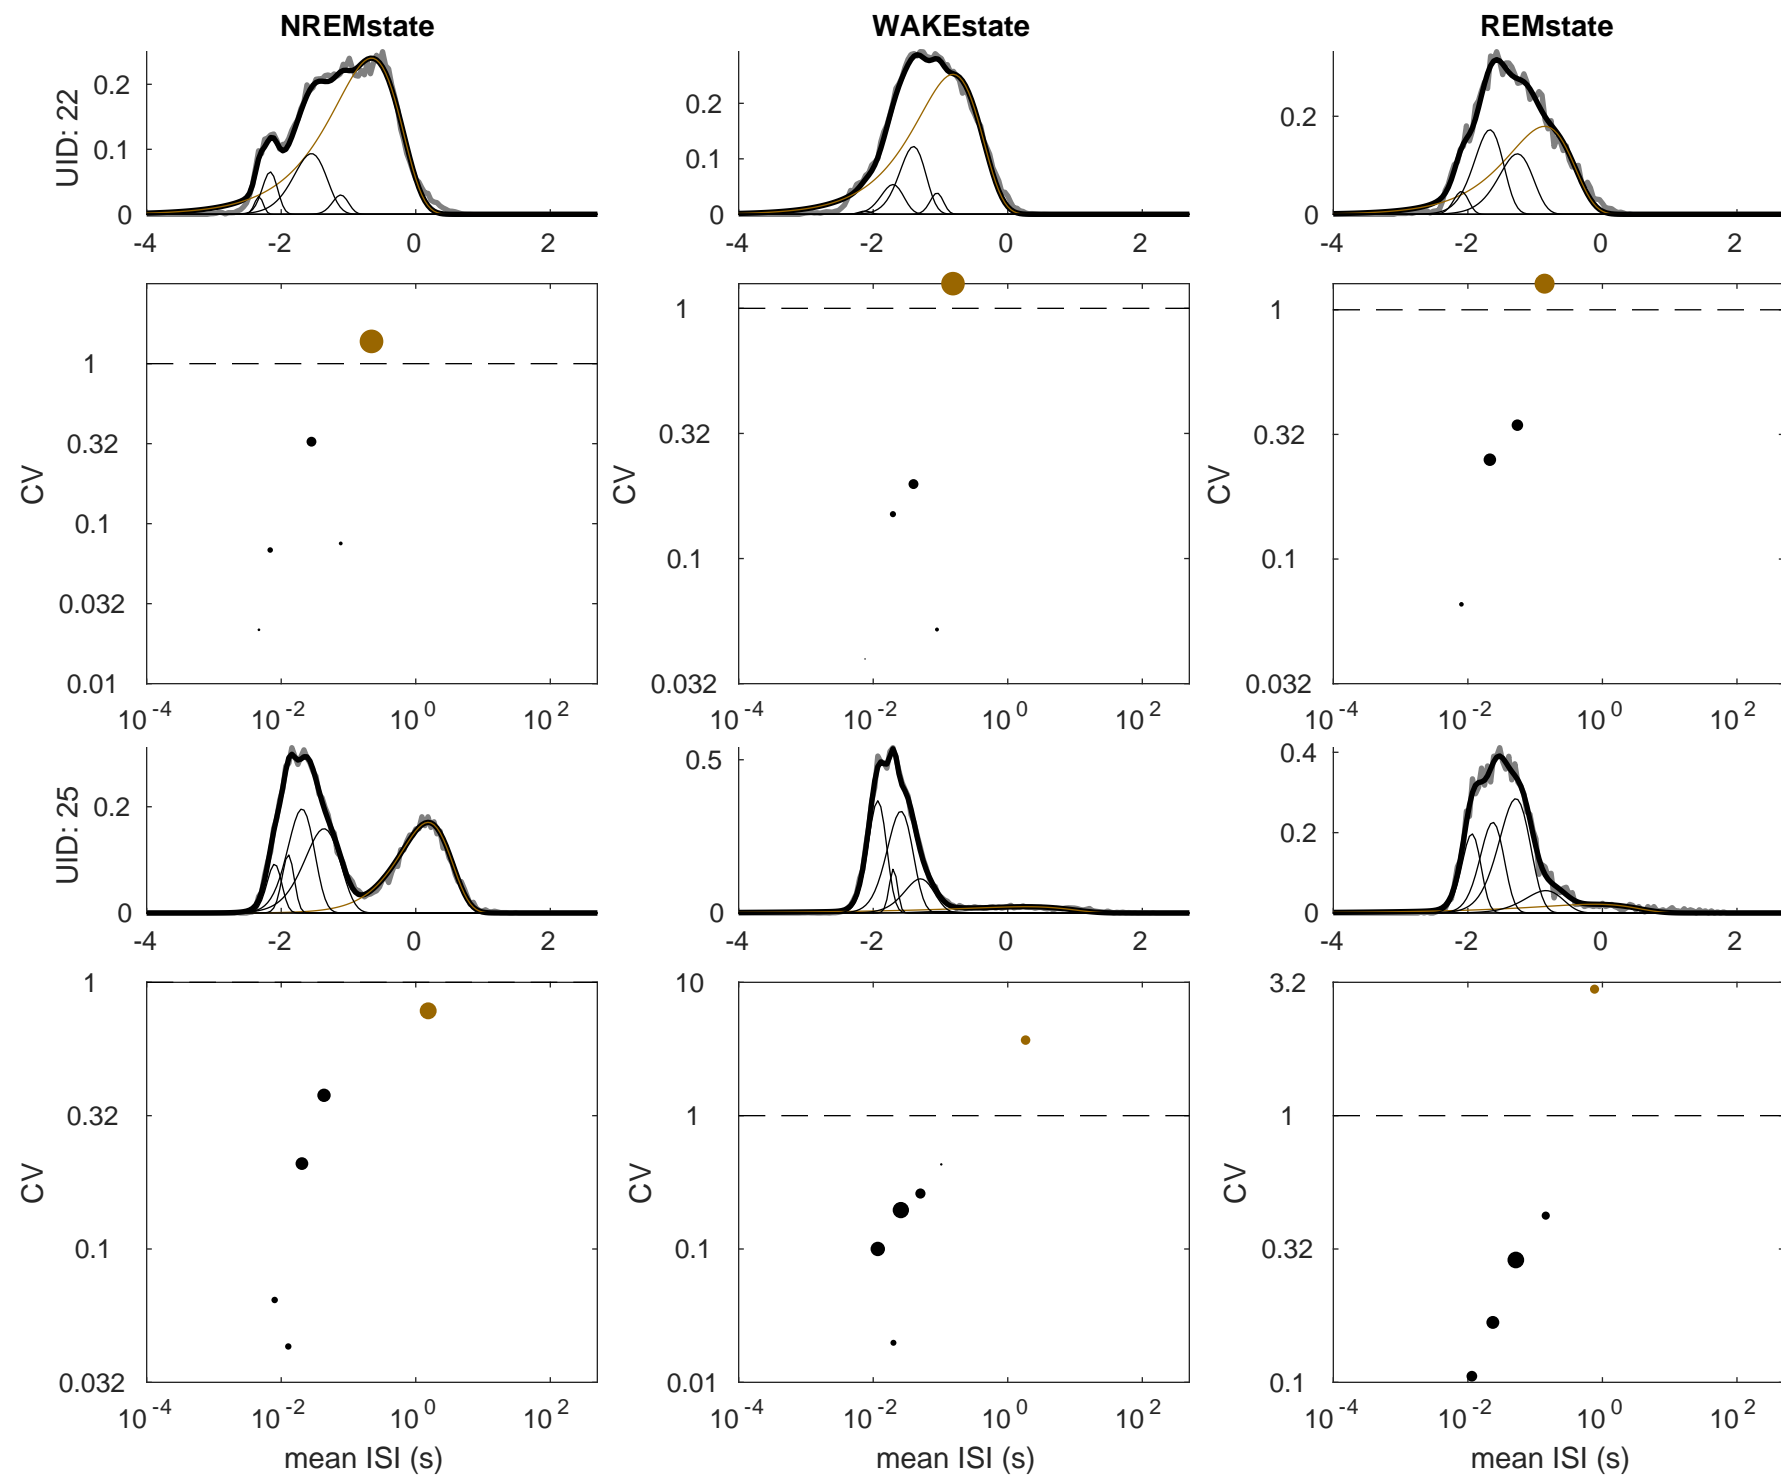 NREMstate WAKEstate REMstate
UID: 22
0.2 0.1 0
0.2 0.1 0
0.2 0
-4 -2 0 2
-4 -2 0 2
-4 -2 0 2
CV
1 0.32 0.1 0.032 0.01
CV
1 0.32 0.1 0.032
CV
1 0.32 0.1 0.032
10^-4 10^-2 10^0 10^2
10^-4 10^-2 10^0 10^2
10^-4 10^-2 10^0 10^2
UID: 25
0.2 0
0.5 0
0.4 0.2 0
-4 -2 0 2
-4 -2 0 2
-4 -2 0 2
CV
1 0.32 0.1 0.032
CV
10 1 0.1 0.01
CV
3.2 1 0.32 0.1
10^-4 10^-2 10^0 10^2
10^-4 10^-2 10^0 10^2
10^-4 10^-2 10^0 10^2
mean ISI (s) mean ISI (s) mean ISI (s)